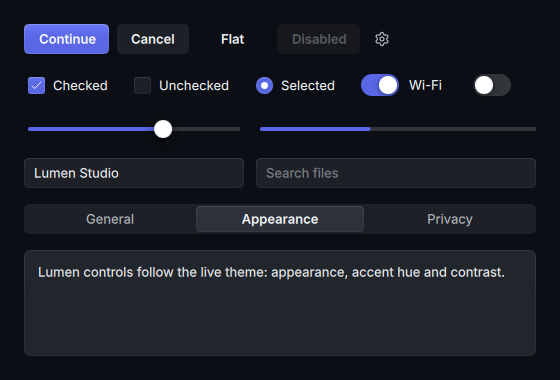 Continue Cancel Flat Disabled
Checked Unchecked Selected Wi-Fi
Lumen Studio Search files
General Appearance Privacy
Lumen controls follow the live theme: appearance, accent hue and contrast.